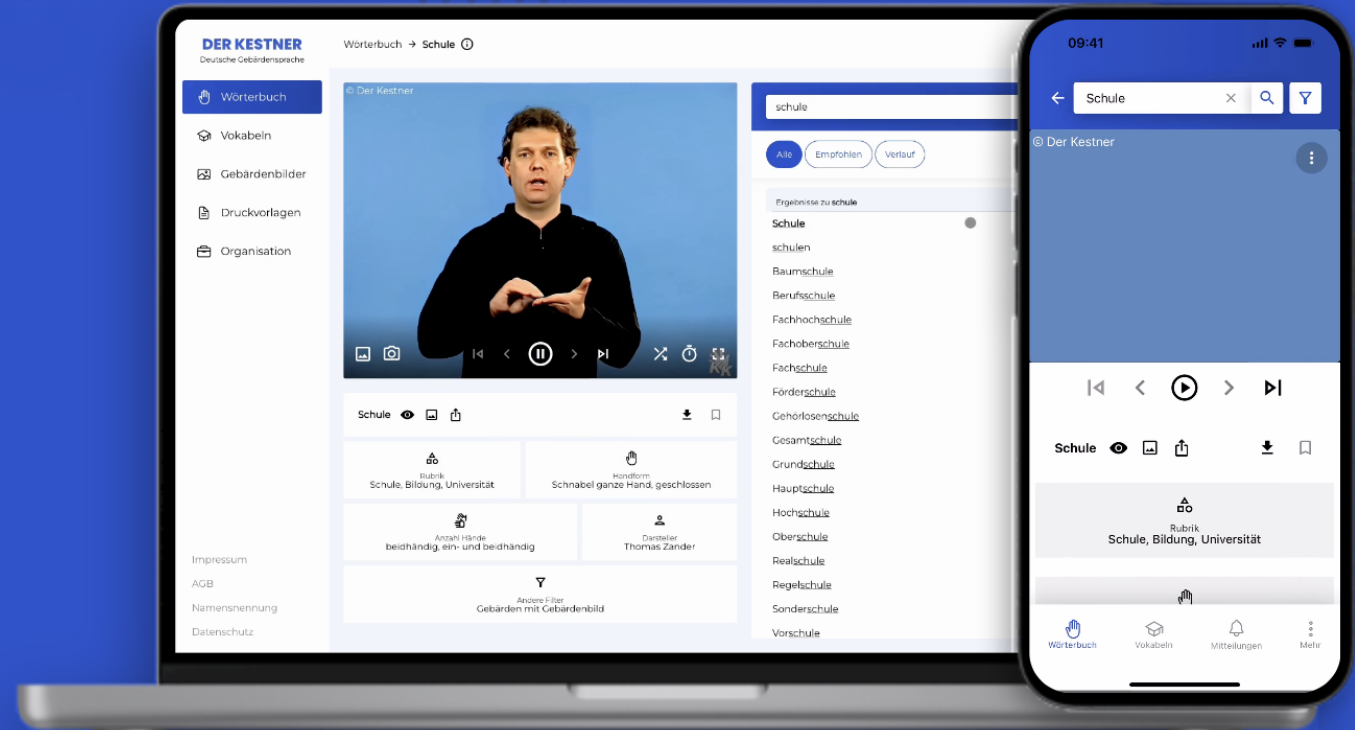 DER KESTNER
Deutsche Gebärdensprache
Wörterbuch
Vokabeln
Gebärdenbilder
Druckvorlagen
Organisation
Impressum
AGB
Namensnennung
Datenschutz
Wörterbuch → Schule
© Der Kestner
Schule
Rubrik
Schule, Bildung, Universität
Handform
Schnabel ganze Hand, geschlossen
Anzahl Hände
beidhändig, ein- und beidhändig
Darsteller
Thomas Zander
Andere Filter
Gebärden mit Gebärdenbild
schule
Alle
Empfohlen
Verlauf
Ergebnisse zu schule
Schule
schulen
Baumschule
Berufsschule
Fachhochschule
Fachoberschule
Fachschule
Förderschule
Gehörlosenschule
Gesamtschule
Grundschule
Hauptschule
Hochschule
Oberschule
Realschule
Regelschule
Sonderschule
Vorschule
09:41
Schule
© Der Kestner
Schule
Rubrik
Schule, Bildung, Universität
Wörterbuch
Vokabeln
Mitteilungen
Mehr